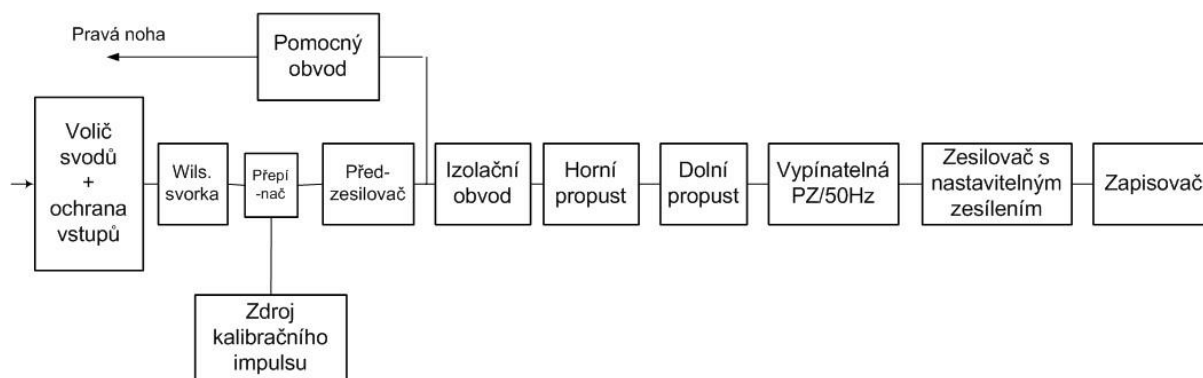 Pravá noha
Pomocný
obvod
Volič
svodů
+
ochrana
vstupů
Wils.
svorka
Přepí
-nač
Před-
zesilovač
Izolační
obvod
Horní
propust
Dolní
propust
Vypínatelná
PZ/50Hz
Zesilovač s
nastavitelným
zesílením
Zapisovač
Zdroj
kalibračního
impulsu